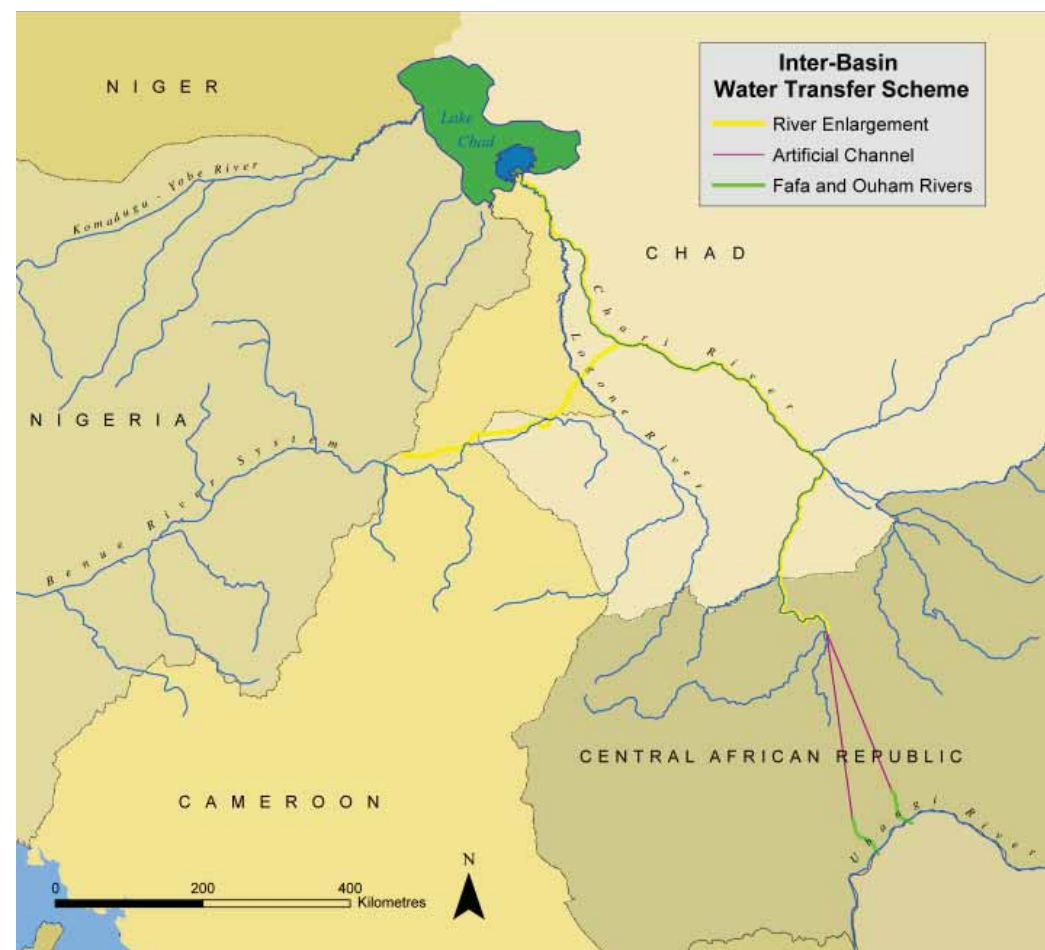 NIGER
Inter-Basin
Water Transfer Scheme
River Enlargement
Artificial Channel
Fafa and Ouham Rivers
Lake
Chad
Komadugu - Yobe River
CHAD
Chari River
Logone River
NIGERIA
Benue River System
CENTRAL AFRICAN REPUBLIC
CAMEROON
Ubangi River
N
0 200 400
Kilometres